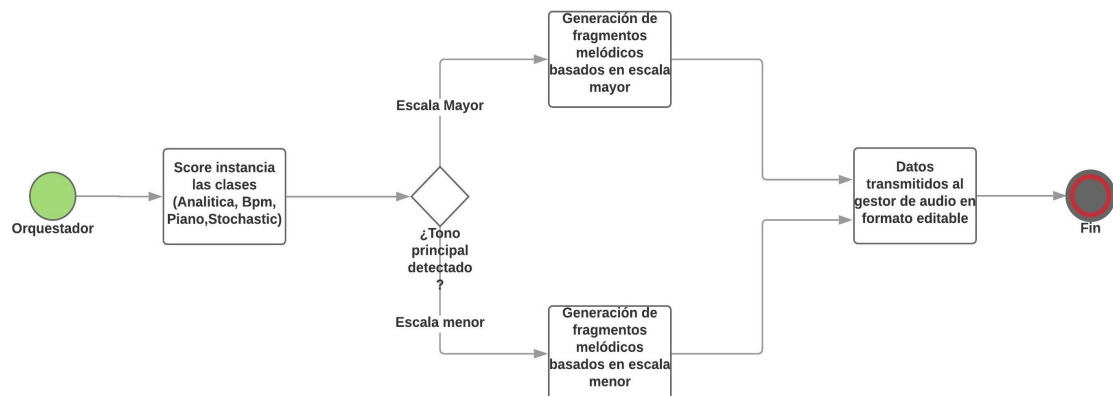 Orquestador
Score instancia
las clases
(Analitica, Bpm,
Piano,Stochastic)
¿Tono
principal
detectado
?
Escala Mayor
Generación de
fragmentos
melódicos
basados en escala
mayor
Escala menor
Generación de
fragmentos
melódicos
basados en escala
menor
Datos
transmitidos al
gestor de audio en
formato editable
Fin